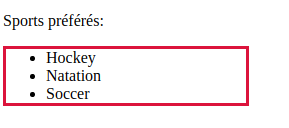 Sports préférés:
• Hockey
• Natation
• Soccer